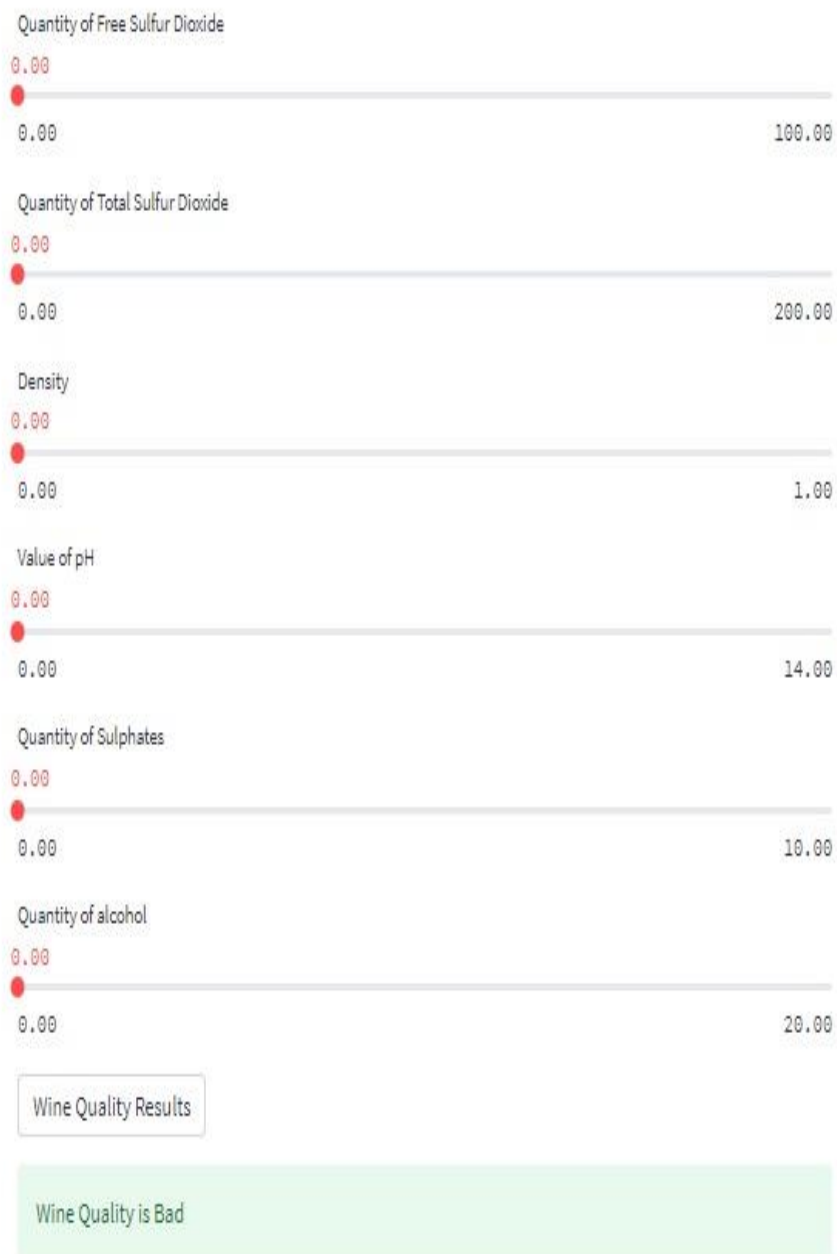 Quantity of Free Sulfur Dioxide
0.00
0.00 100.00
Quantity of Total Sulfur Dioxide
0.00
0.00 200.00
Density
0.00
0.00 1.00
Value of pH
0.00
0.00 14.00
Quantity of Sulphates
0.00
0.00 10.00
Quantity of alcohol
0.00
0.00 20.00
Wine Quality Results
Wine Quality is Bad